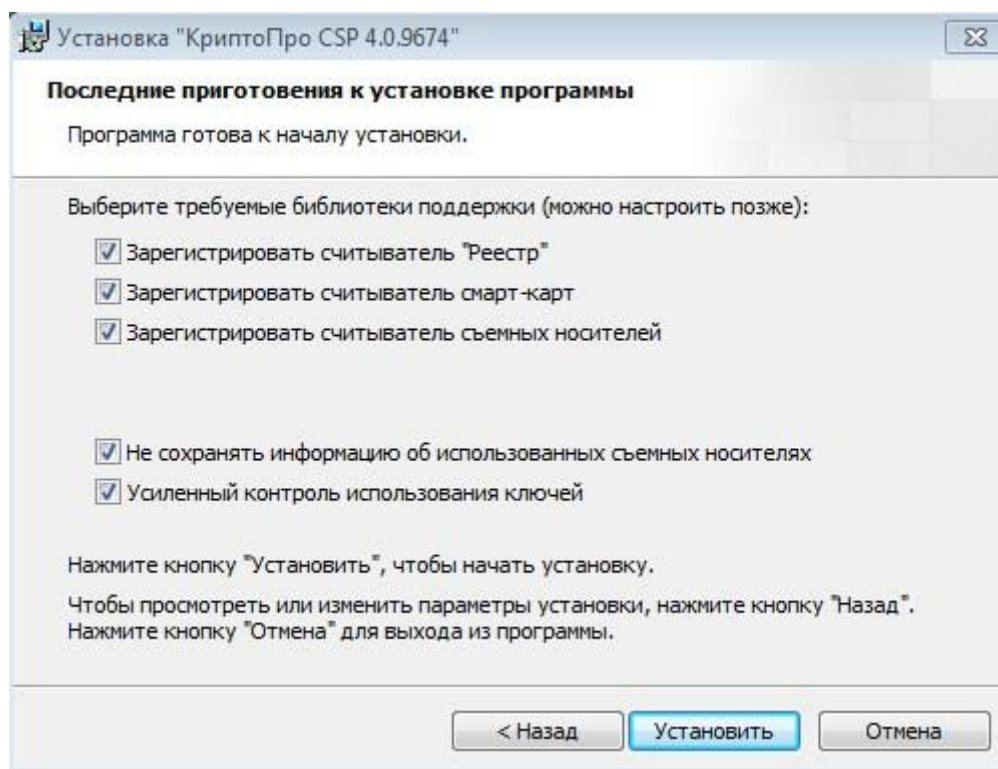 Установка "КриптоПро CSP 4.0.9674"
Последние приготовения к установке программы
Программа готова к началу установки.
Выберите требуемые библиотеки поддержки (можно настроить позже):
Зарегистрировать считыватель "Реестр"
Зарегистрировать считыватель смарт-карт
Зарегистрировать считыватель съемных носителей
Не сохранять информацию об использованных съемных носителях
Усиленный контроль использования ключей
Нажмите кнопку "Установить", чтобы начать установку.
Чтобы просмотреть или изменить параметры установки, нажмите кнопку "Назад".
Нажмите кнопку "Отмена" для выхода из программы.
< Назад Установить Отмена